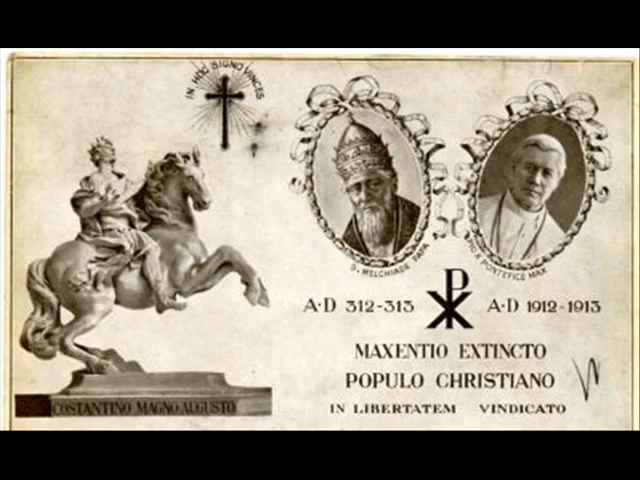 IN HOC SIGNO VINCES
S. MELCHIADE PAPA
PIO X PONTEFICE MAX
A·D 312-313
A·D 1912-1913
MAXENTIO EXTINCTO
POPULO CHRISTIANO
IN LIBERTATEM VINDICATO
COSTANTINO MAGNO AUGUSTO